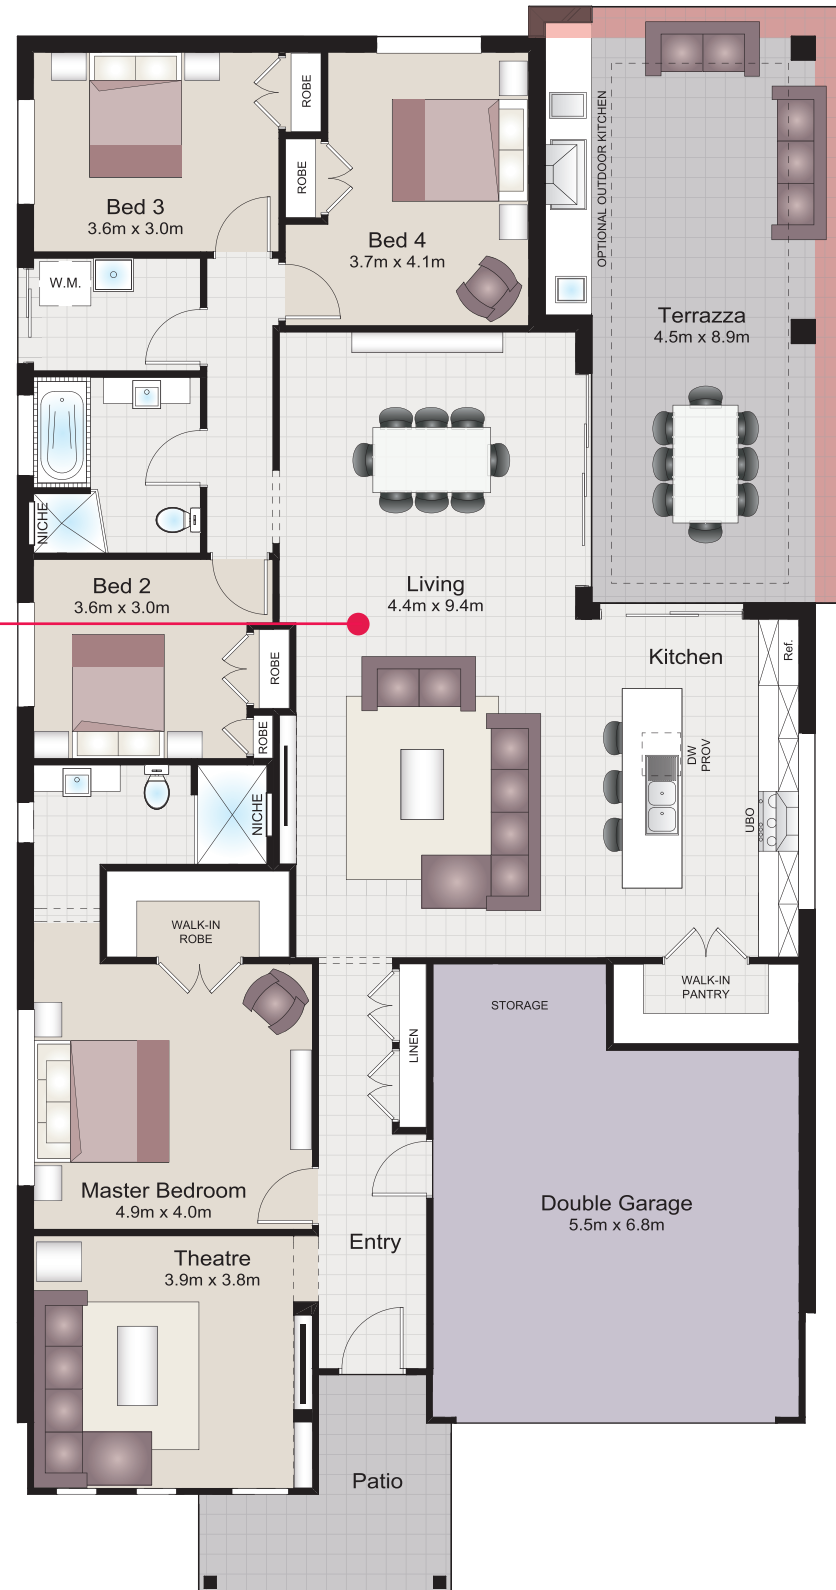 ROBE
Bed 3
3.6m x 3.0m
ROBE
Bed 4
3.7m x 4.1m
OPTIONAL OUTDOOR KITCHEN
W.M.
Terrazza
4.5m x 8.9m
NICHE
Bed 2
3.6m x 3.0m
Living
4.4m x 9.4m
ROBE
Kitchen
Ref.
ROBE
DW
PROV
NICHE
UBO
WALK-IN
ROBE
WALK-IN
PANTRY
STORAGE
LINEN
Master Bedroom
4.9m x 4.0m
Double Garage
5.5m x 6.8m
Entry
Theatre
3.9m x 3.8m
Patio